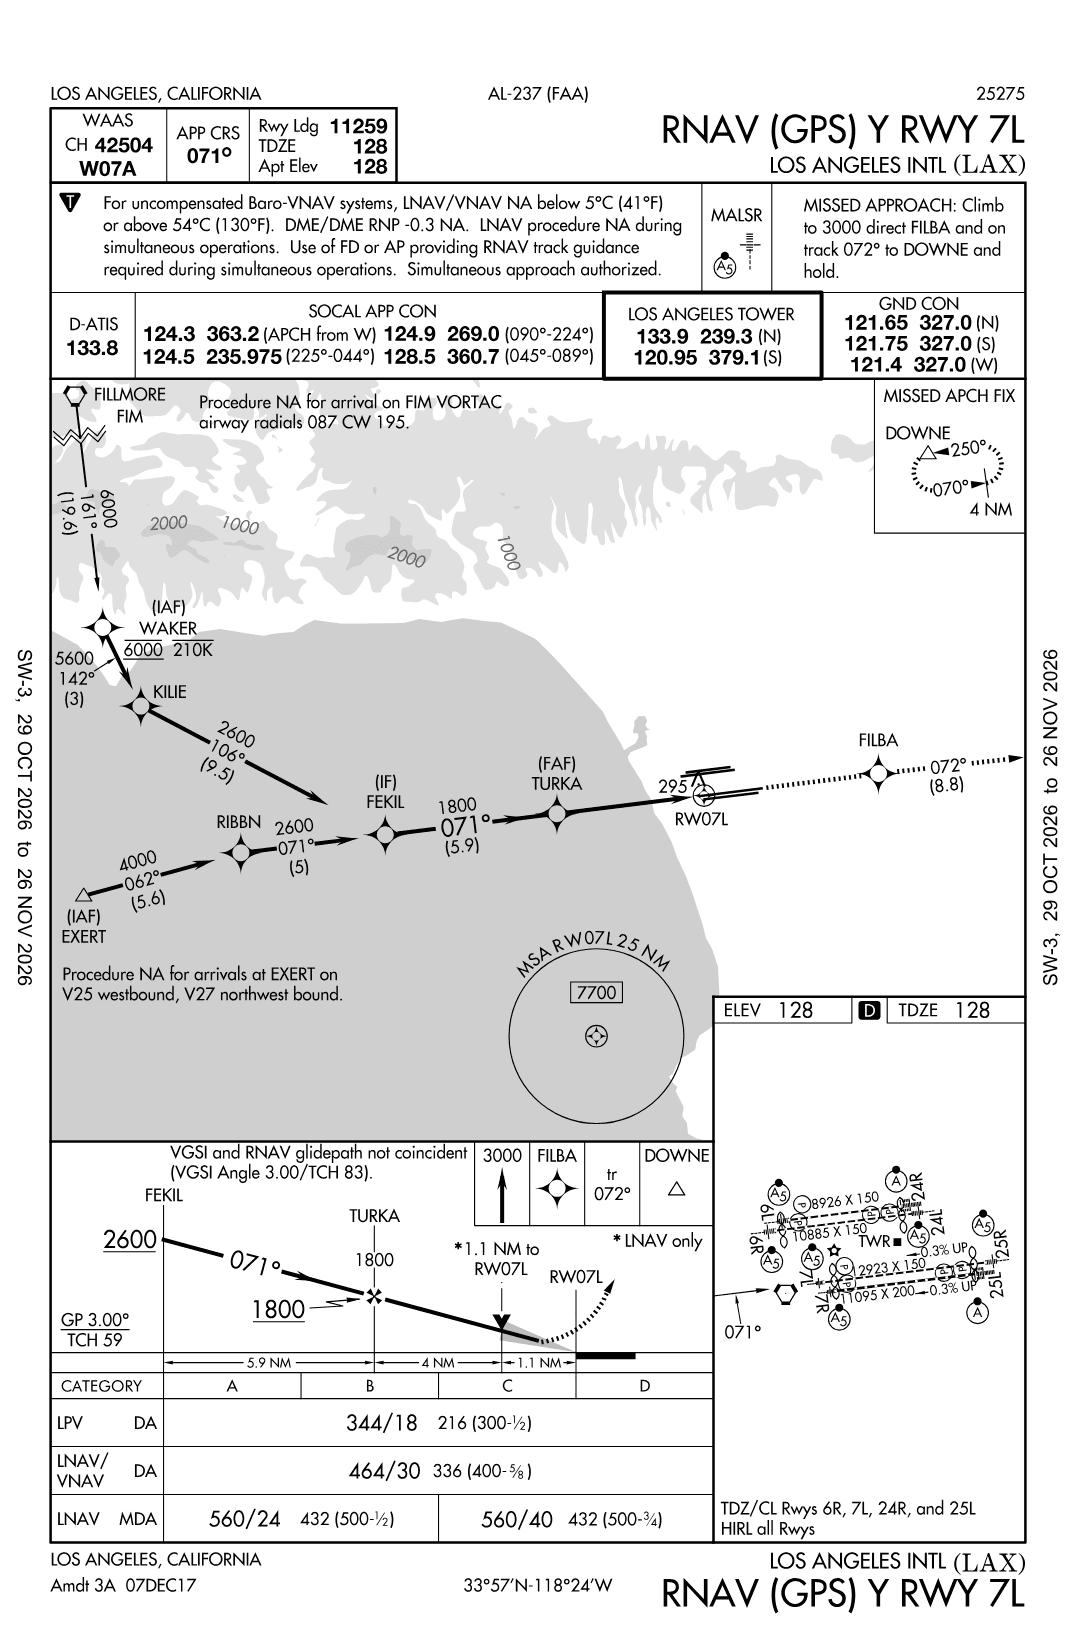 LOS ANGELES, CALIFORNIA
AL-237 (FAA)
25275
WAAS
CH 42504
W07A
APP CRS
071°
Rwy Ldg 11259
TDZE 128
Apt Elev 128
RNAV (GPS) Y RWY 7L
LOS ANGELES INTL (LAX)
T
For uncompensated Baro-VNAV systems, LNAV/VNAV NA below 5°C (41°F)
or above 54°C (130°F). DME/DME RNP -0.3 NA. LNAV procedure NA during
simultaneous operations. Use of FD or AP providing RNAV track guidance
required during simultaneous operations. Simultaneous approach authorized.
MALSR
A5
MISSED APPROACH: Climb
to 3000 direct FILBA and on
track 072° to DOWNE and
hold.
D-ATIS
133.8
SOCAL APP CON
124.3 363.2 (APCH from W) 124.9 269.0 (090°-224°)
124.5 235.975 (225°-044°) 128.5 360.7 (045°-089°)
LOS ANGELES TOWER
133.9 239.3 (N)
120.95 379.1 (S)
GND CON
121.65 327.0 (N)
121.75 327.0 (S)
121.4 327.0 (W)
FILLMORE
FIM
Procedure NA for arrival on FIM VORTAC
airway radials 087 CW 195.
MISSED APCH FIX
DOWNE
250°
070°
4 NM
6000
161°
(19.6)
2000
1000
2000
1000
(IAF)
WAKER
6000 210K
5600
142°
(3)
KILIE
2600
106°
(9.5)
(IF)
FEKIL
(FAF)
TURKA
1800
071°
(5.9)
RIBBN
2600
071°
(5)
4000
062°
(5.6)
(IAF)
EXERT
295
RW07L
FILBA
072°
(8.8)
Procedure NA for arrivals at EXERT on
V25 westbound, V27 northwest bound.
MSA RW07L 25 NM
7700
SW-3, 29 OCT 2026 to 26 NOV 2026
SW-3, 29 OCT 2026 to 26 NOV 2026
ELEV 128
D
TDZE 128
A5
A
6L
P
8926 X 150
24R
6R
10885 X 150
24L
A5
A5
A5
A5
TWR
0.3% UP
7L
P
12923 X 150
25R
7R
11095 X 200
0.3% UP
25L
A5
A
071°
TDZ/CL Rwys 6R, 7L, 24R, and 25L
HIRL all Rwys
VGSI and RNAV glidepath not coincident
(VGSI Angle 3.00/TCH 83).
3000
FILBA
tr
072°
DOWNE
FEKIL
2600
071°
TURKA
1800
1800
*1.1 NM to
RW07L
*LNAV only
RW07L
GP 3.00°
TCH 59
5.9 NM
4 NM
1.1 NM
CATEGORY A B C D
LPV DA 344/18 216 (300-½)
LNAV/
VNAV DA 464/30 336 (400-⅝)
LNAV MDA 560/24 432 (500-½) 560/40 432 (500-¾)
LOS ANGELES, CALIFORNIA
Amdt 3A 07DEC17
33°57'N-118°24'W
LOS ANGELES INTL (LAX)
RNAV (GPS) Y RWY 7L